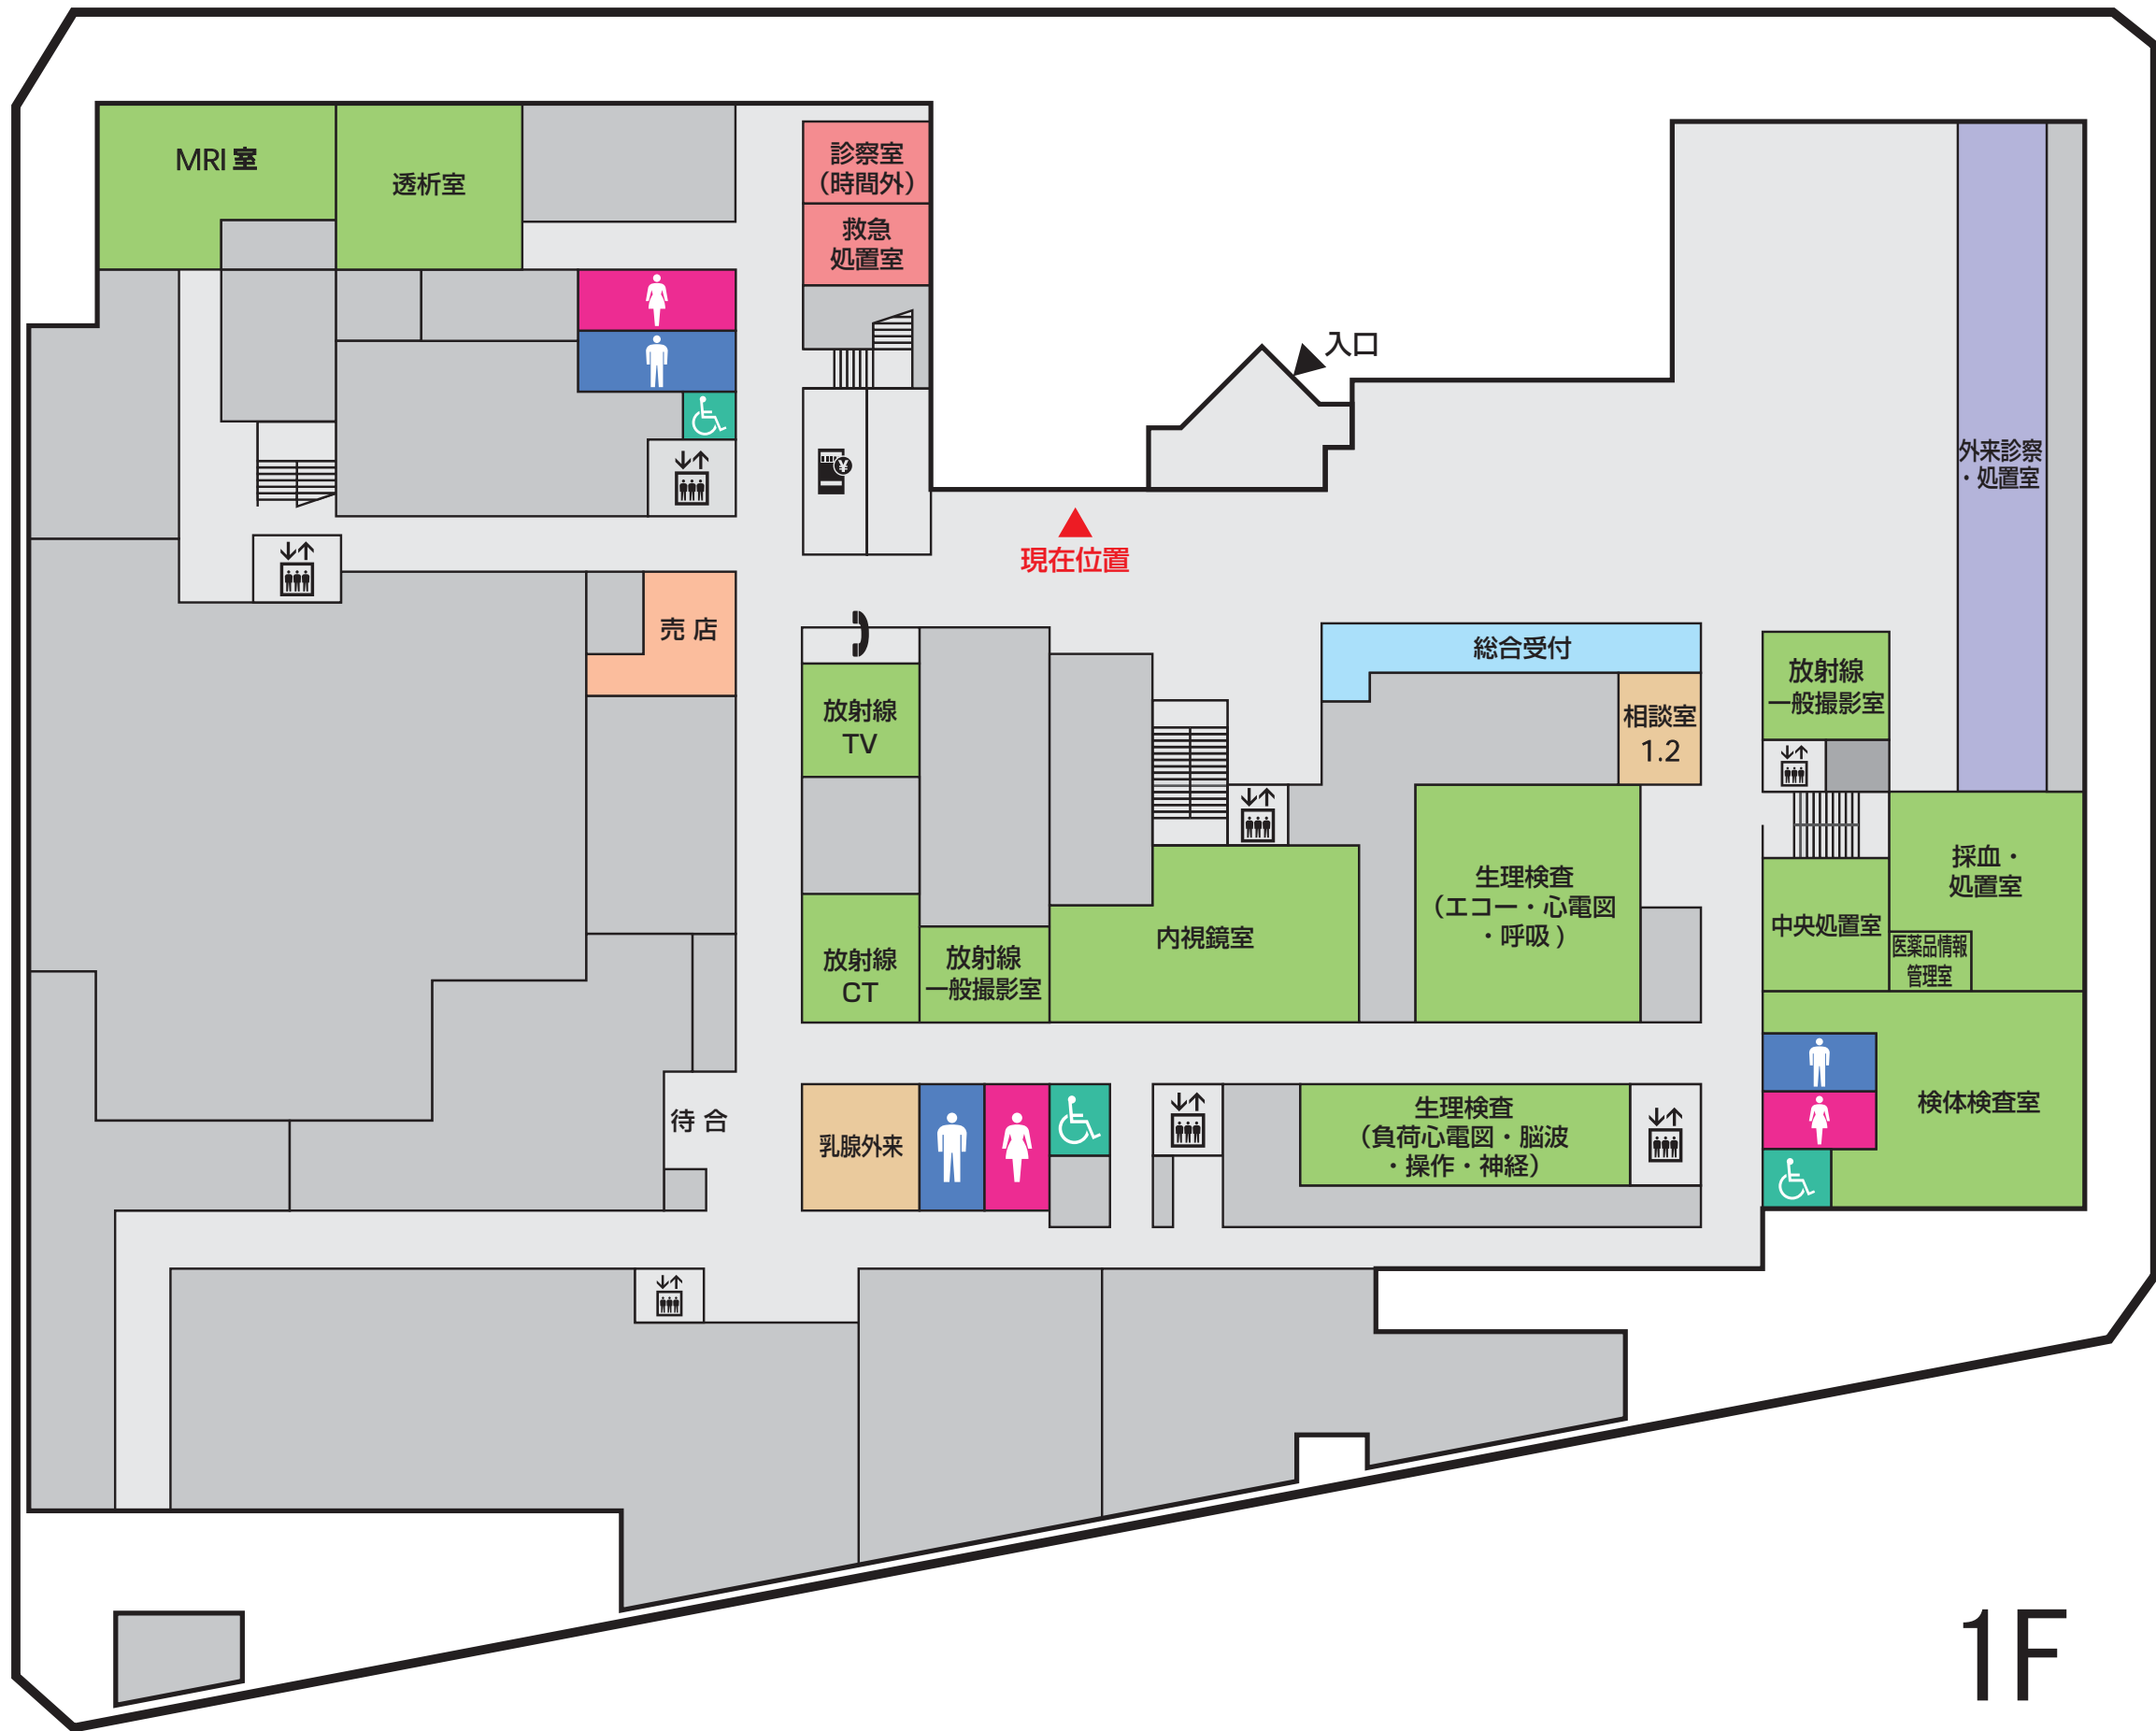 MRI 室
透析室
診察室
（時間外）
救急
処置室
入口
¥
現在位置
外来診察
・処置室
売 店
放射線
TV
総合受付
相談室
1.2
放射線
一般撮影室
生理検査
（エコー・心電図
・呼吸）
採血・
処置室
中央処置室
医薬品情報
管理室
内視鏡室
放射線
CT
放射線
一般撮影室
待 合
乳腺外来
生理検査
（負荷心電図・脳波
・操作・神経）
検体検査室
1F